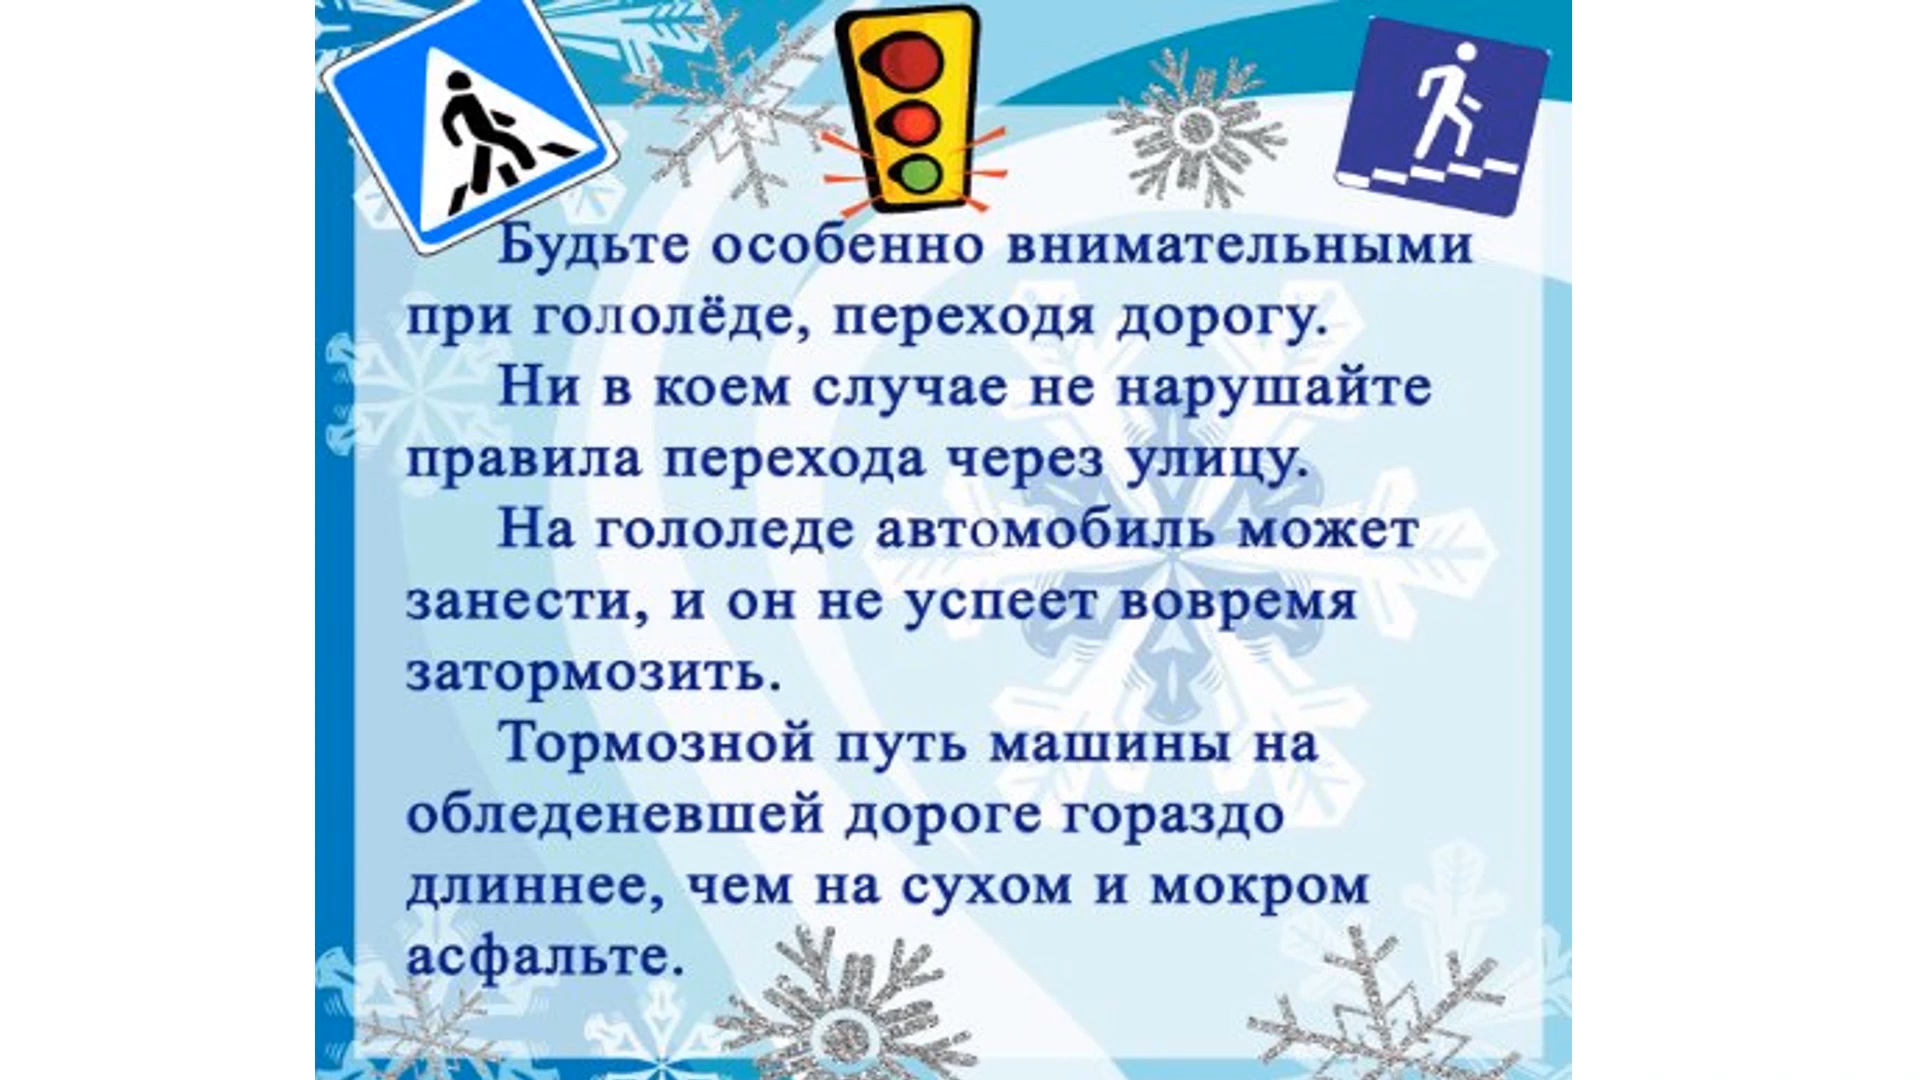 Будьте особенно внимательными
при гололёде, переходя дорогу.
Ни в коем случае не нарушайте
правила перехода через улицу.
На гололеде автомобиль может
занести, и он не успеет вовремя
затормозить.
Тормозной путь машины на
обледеневшей дороге гораздо
длиннее, чем на сухом и мокром
асфальте.